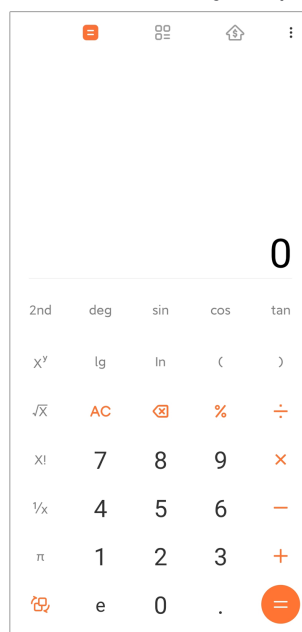 0
2nd deg sin cos tan
Xʸ lg ln ( )
√X AC % ÷
X! 7 8 9 ×
¹/x 4 5 6 −
π 1 2 3 +
e 0 . =